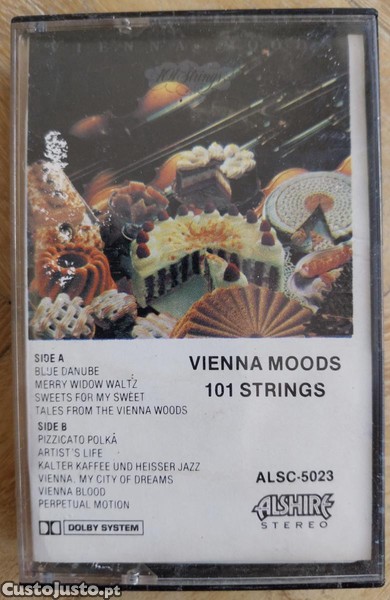 101 Strings
SIDE A
BLUE DANUBE
MERRY WIDOW WALTZ
SWEETS FOR MY SWEET
TALES FROM THE VIENNA WOODS
SIDE B
PIZZICATO POLKA
ARTIST'S LIFE
KALTER KAFFEE UND HEISSER JAZZ
VIENNA, MY CITY OF DREAMS
VIENNA BLOOD
PERPETUAL MOTION
DOLBY SYSTEM
VIENNA MOODS
101 STRINGS
ALSC-5023
ALSHIRE
STEREO
CustoJusto.pt